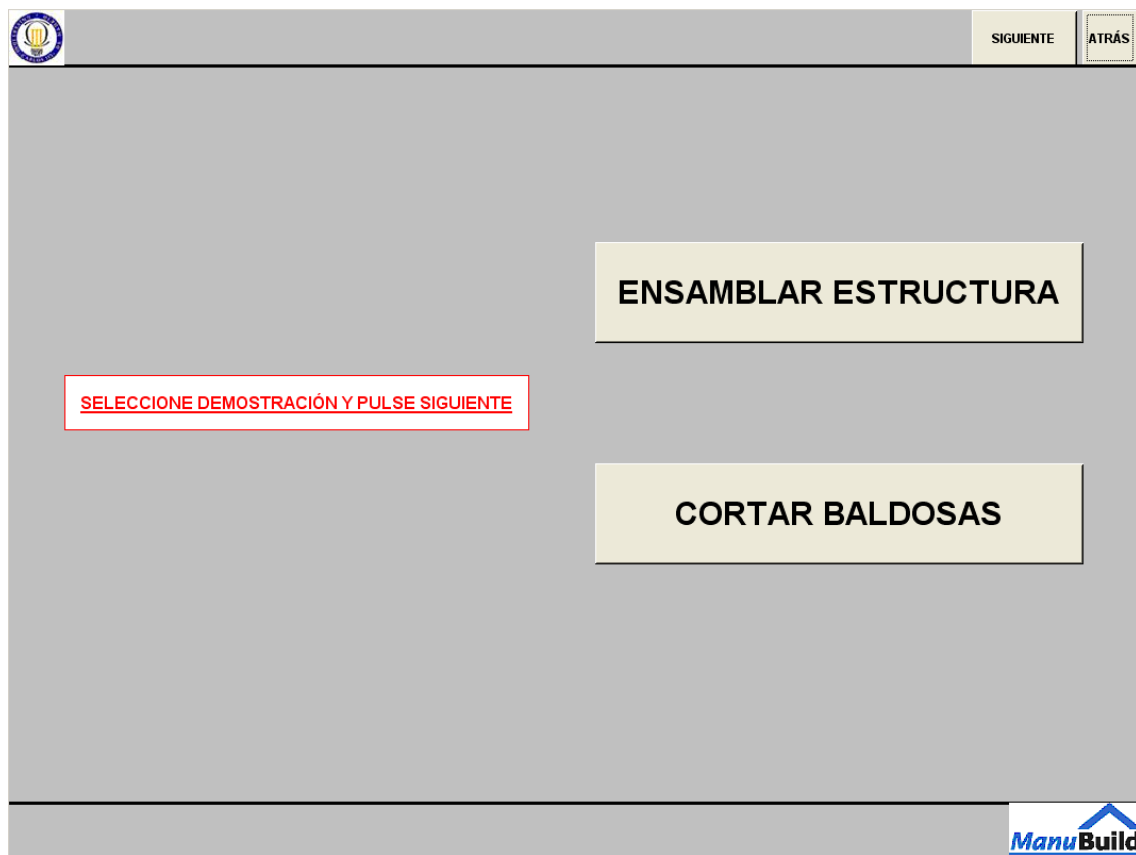 SIGUIENTE
ATRÁS
ENSAMBLAR ESTRUCTURA
SELECCIONE DEMOSTRACIÓN Y PULSE SIGUIENTE
CORTAR BALDOSAS
ManuBuild